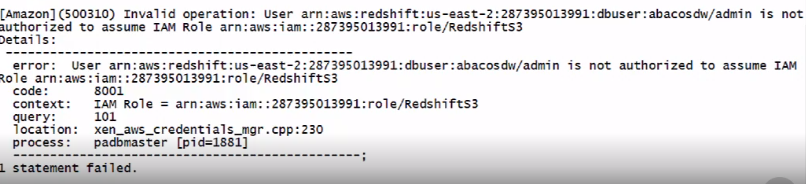 [Amazon](500310) Invalid operation: User arn:aws:redshift:us-east-2:287395013991:dbuser:abacosdw/admin is not
authorized to assume IAM Role arn:aws:iam::287395013991:role/RedshiftS3
Details:
-----------------------------------------------
error:  User arn:aws:redshift:us-east-2:287395013991:dbuser:abacosdw/admin is not authorized to assume IAM
Role arn:aws:iam::287395013991:role/RedshiftS3
code:      8001
context:   IAM Role = arn:aws:iam::287395013991:role/RedshiftS3
query:     101
location:  xen_aws_credentials_mgr.cpp:230
process:   padbmaster [pid=1881]
-----------------------------------------------;
1 statement failed.